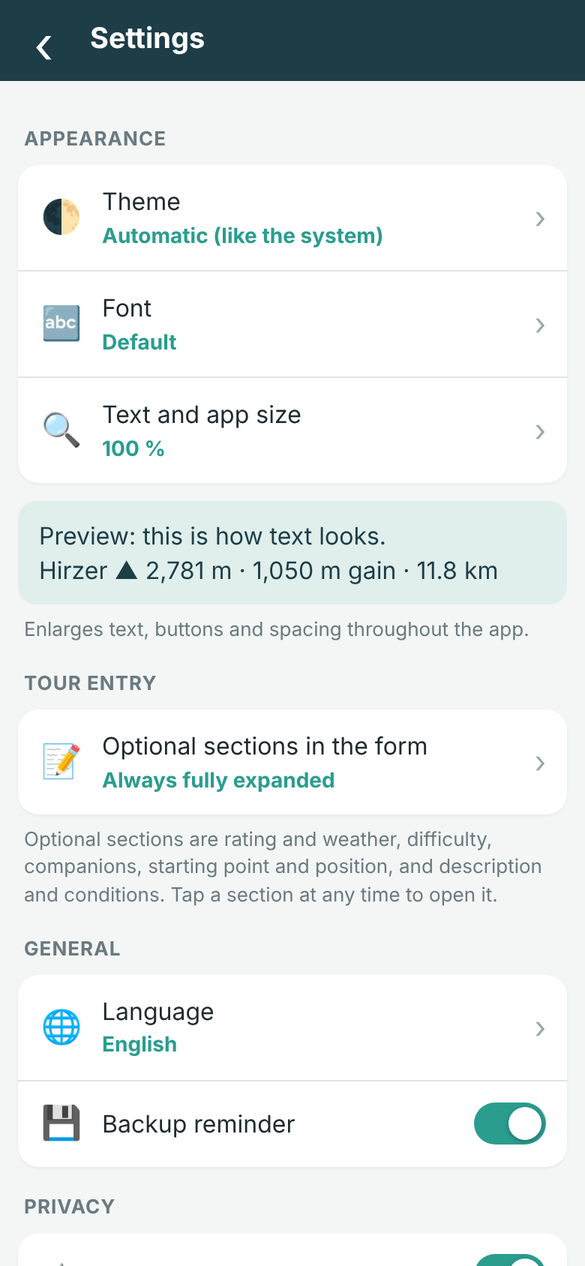 Settings
APPEARANCE
Theme
Automatic (like the system)
abc
Font
Default
Text and app size
100 %
Preview: this is how text looks.
Hirzer ▲ 2,781 m · 1,050 m gain · 11.8 km
Enlarges text, buttons and spacing throughout the app.
TOUR ENTRY
Optional sections in the form
Always fully expanded
Optional sections are rating and weather, difficulty,
companions, starting point and position, and description
and conditions. Tap a section at any time to open it.
GENERAL
Language
English
Backup reminder
PRIVACY